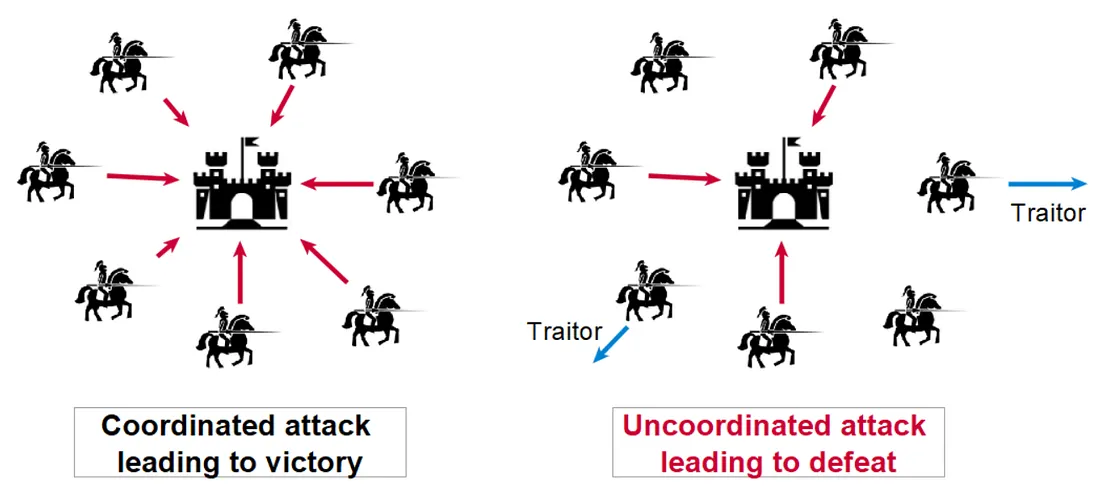 Traitor
Traitor
Coordinated attack
leading to victory
Uncoordinated attack
leading to defeat